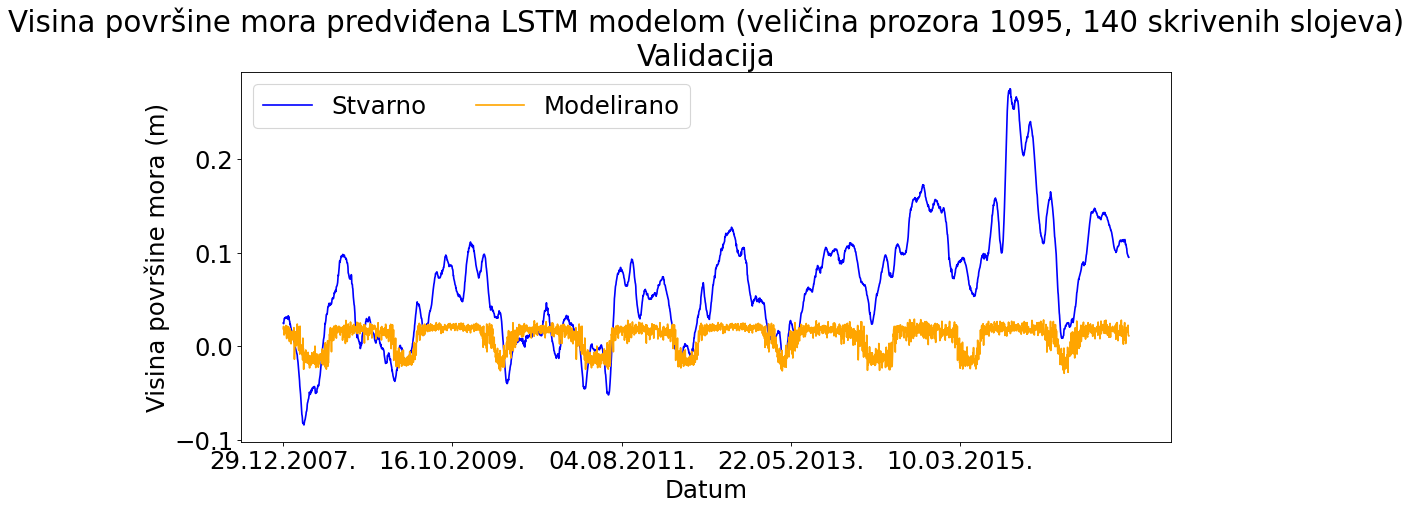 Visina površine mora predviđena LSTM modelom (veličina prozora 1095, 140 skrivenih slojeva)
Validacija
Stvarno Modelirano
Visina površine mora (m)
0.2
0.1
0.0
−0.1
29.12.2007. 16.10.2009. 04.08.2011. 22.05.2013. 10.03.2015.
Datum